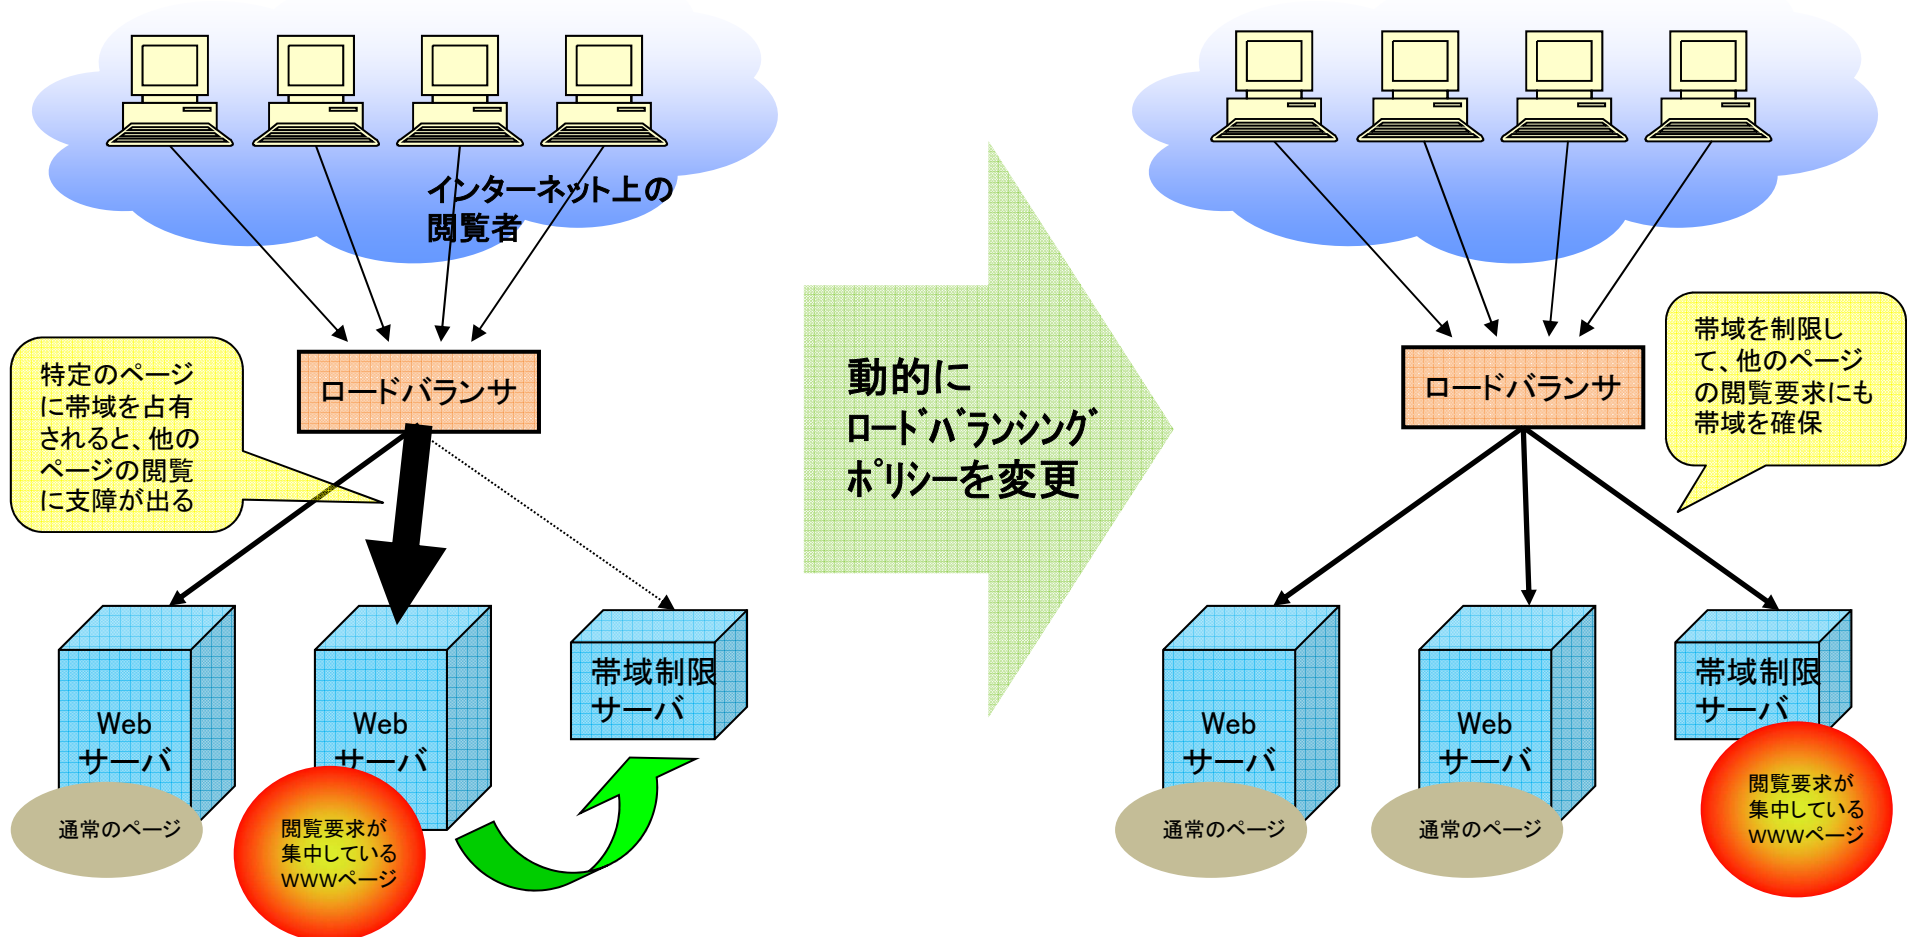 インターネット上の
閲覧者
特定のページ
に帯域を占有
されると、他の
ページの閲覧
に支障が出る
ロードバランサ
Web
サーバ
通常のページ
Web
サーバ
閲覧要求が
集中している
WWWページ
帯域制限
サーバ
動的に
ロードバランシング
ポリシーを変更
ロードバランサ
帯域を制限し
て、他のページ
の閲覧要求にも
帯域を確保
Web
サーバ
通常のページ
Web
サーバ
通常のページ
帯域制限
サーバ
閲覧要求が
集中している
WWWページ